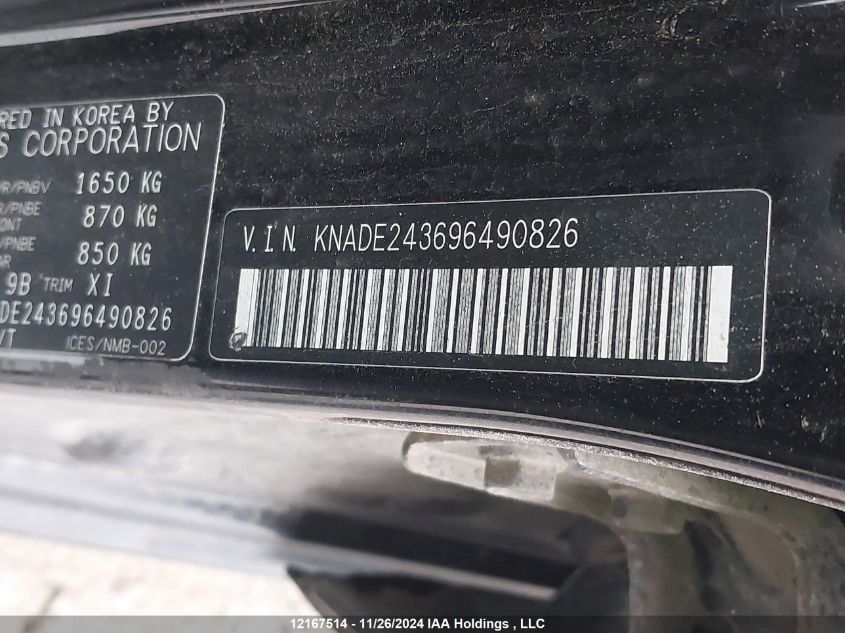 RED IN KOREA BY
S CORPORATION
R/PNBV 1650 KG
R/PNBE 870 KG
ONT
/PNBE 850 KG
AR
9B TRIM XI
DE243696490826
/T ICES/NMB-002
V.I.N. KNADE243696490826
12167514 - 11/26/2024 IAA Holdings , LLC